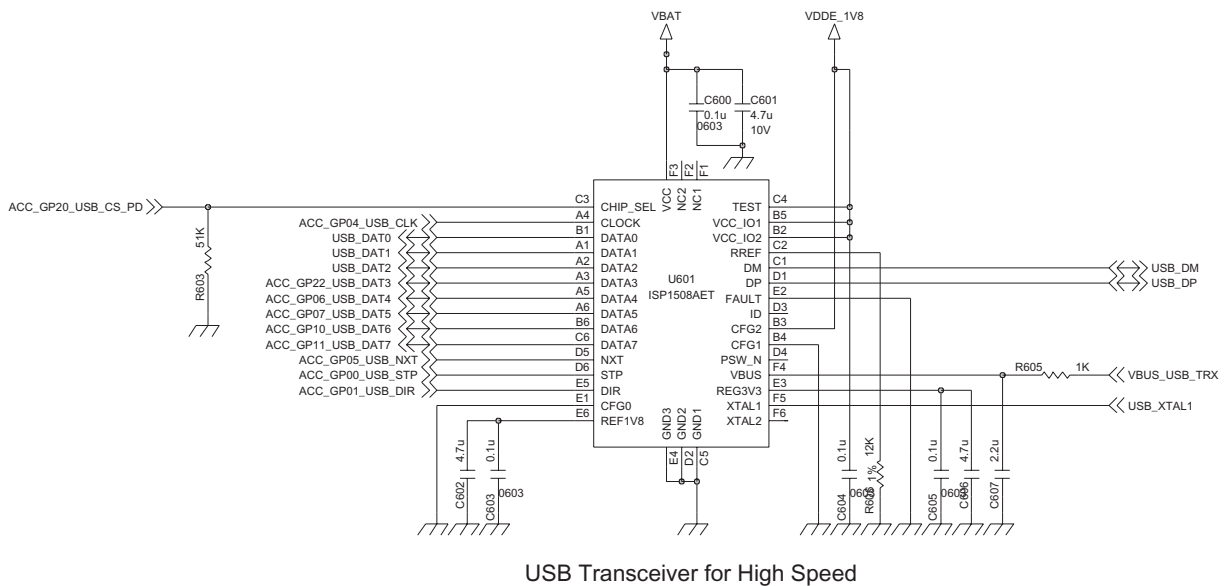 VBAT
VDDE_1V8
C600
0.1u
0603
C601
4.7u
10V
F3
F2
F1
VCC
NC2
NC1
ACC_GP20_USB_CS_PD
C3
CHIP_SEL
TEST
C4
ACC_GP04_USB_CLK
A4
CLOCK
VCC_IO1
B5
USB_DAT0
B1
DATA0
VCC_IO2
B2
USB_DAT1
A1
DATA1
RREF
C2
USB_DAT2
A2
DATA2
DM
C1
USB_DM
ACC_GP22_USB_DAT3
A3
DATA3
DP
D1
USB_DP
ACC_GP06_USB_DAT4
A5
DATA4
FAULT
E2
ACC_GP07_USB_DAT5
A6
DATA5
ID
D3
ACC_GP10_USB_DAT6
B6
DATA6
CFG2
B3
ACC_GP11_USB_DAT7
C6
DATA7
CFG1
B4
ACC_GP05_USB_NXT
D5
NXT
PSW_N
D4
ACC_GP00_USB_STP
D6
STP
VBUS
F4
R605
1K
VBUS_USB_TRX
ACC_GP01_USB_DIR
E5
DIR
REG3V3
E3
E1
CFG0
XTAL1
F5
USB_XTAL1
E6
REF1V8
XTAL2
F6
U601
ISP1508AET
51K
R603
GND3
GND2
GND1
E4
D2
C5
4.7u
C602
0.1u
C603
0603
0.1u
C604
0603
12K
1%
0.1u
C605
4.7u
C606
2.2u
C607
USB Transceiver for High Speed